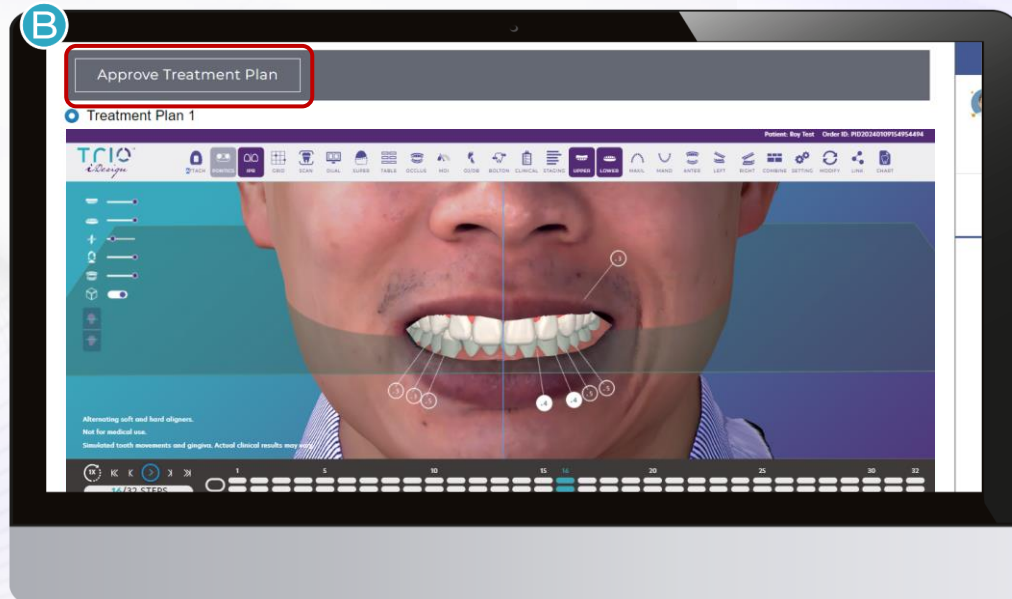 B
Approve Treatment Plan
Treatment Plan 1
Patient: Roy Test Order ID: PID20240109154954494
TRIO
iDesign
ATTACH PONTICS IPR GRID SCAN DUAL SUPER TABLE OCCLUS MDI GUIDE BOLTON CLINICAL STAGING UPPER LOWER MAXIL MAND ANTER LEFT RIGHT COMBINE SETTING MODIFY LINK CHART
Alternating soft and hard aligners.
Not for medical use.
Simulated tooth movements and gingiva. Actual clinical results may vary.
1X 1 5 10 15 16 20 25 30 32
16/32 STEPS